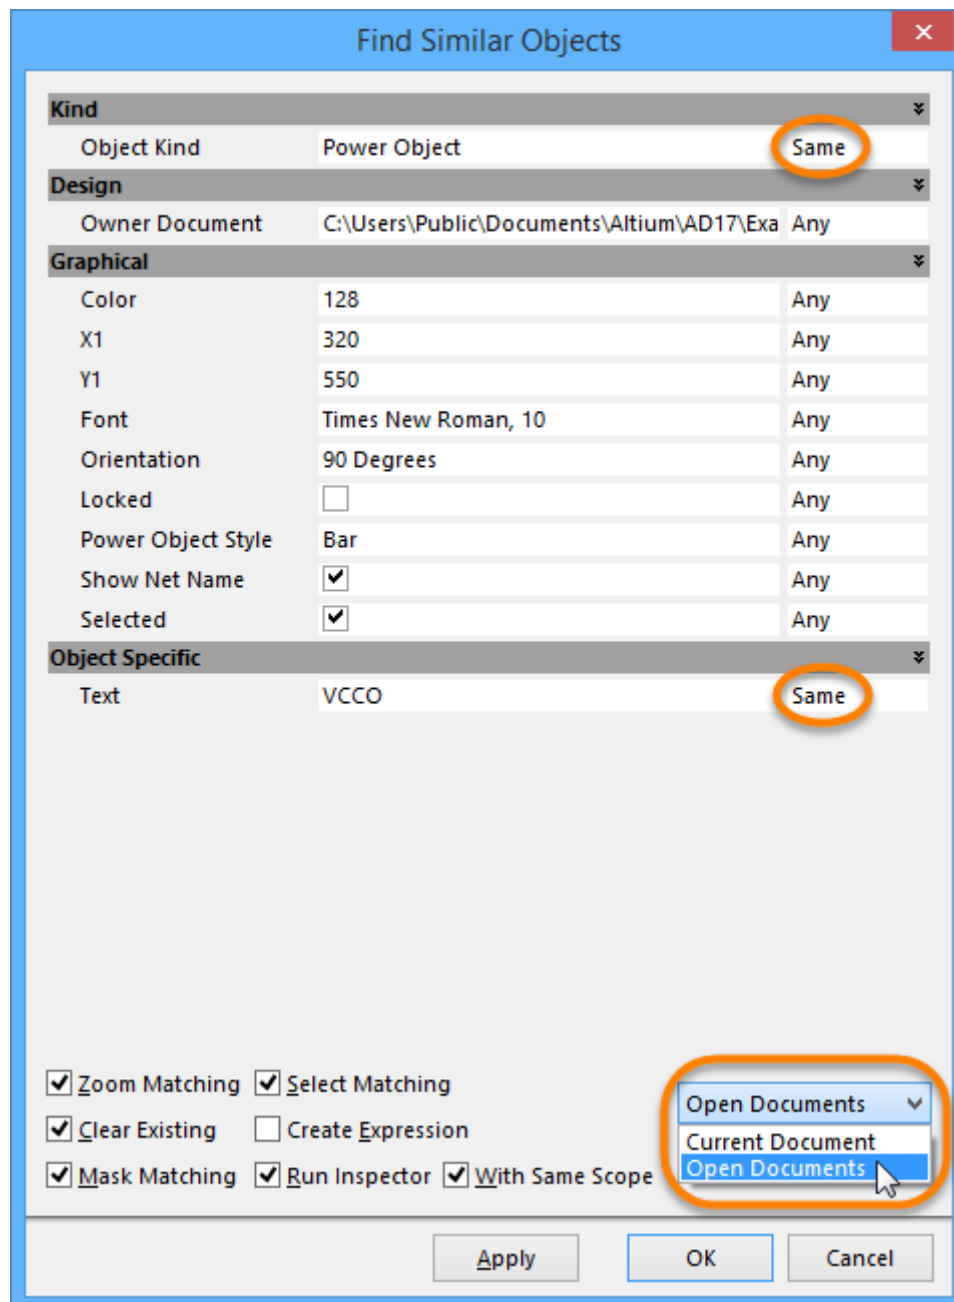 Find Similar Objects
Kind
Object Kind Power Object Same
Design
Owner Document C:\Users\Public\Documents\Altium\AD17\Exa Any
Graphical
Color 128 Any
X1 320 Any
Y1 550 Any
Font Times New Roman, 10 Any
Orientation 90 Degrees Any
Locked Any
Power Object Style Bar Any
Show Net Name Any
Selected Any
Object Specific
Text VCCO Same
Zoom Matching Select Matching
Open Documents
Clear Existing Create Expression
Current Document
Open Documents
Mask Matching Run Inspector With Same Scope
Apply OK Cancel